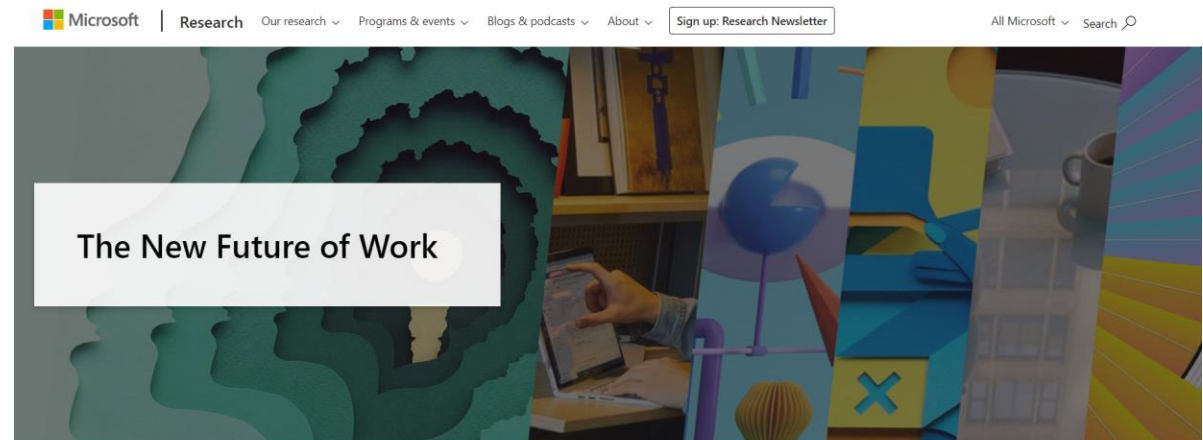 Microsoft Research Our research Programs & events Blogs & podcasts About Sign up: Research Newsletter All Microsoft Search
The New Future of Work